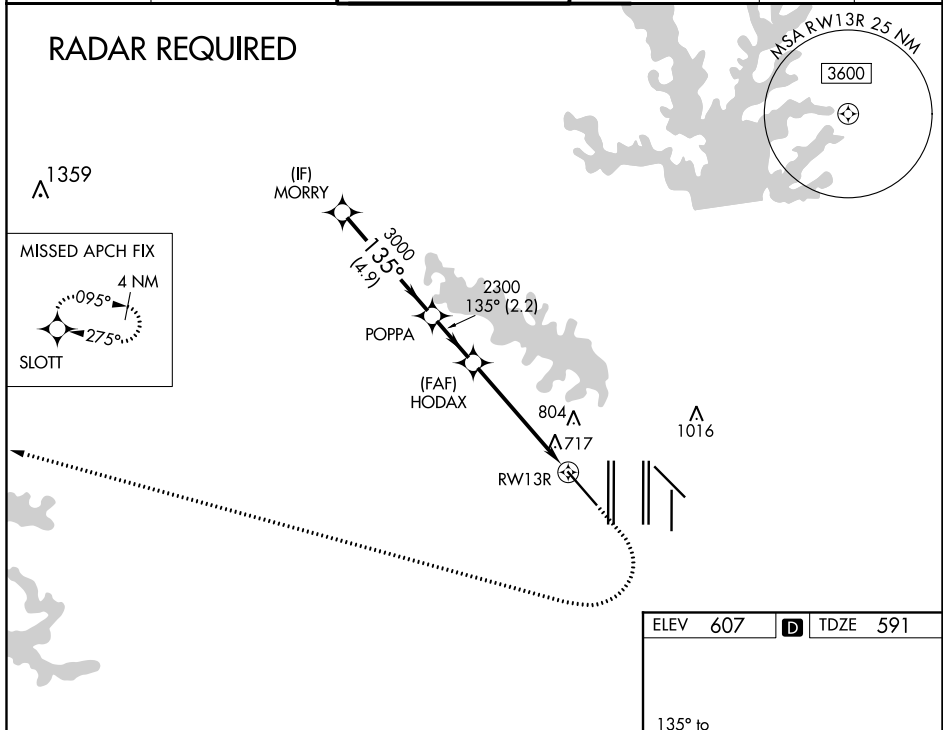 RADAR REQUIRED
MSA RW13R 25 NM
3600
1359
(IF)
MORRY
3000
135°
(4.9)
MISSED APCH FIX
4 NM
095°
275°
SLOTT
2300
135° (2.2)
POPPA
(FAF)
HODAX
804
717
1016
RW13R
ELEV 607 D TDZE 591
135° to